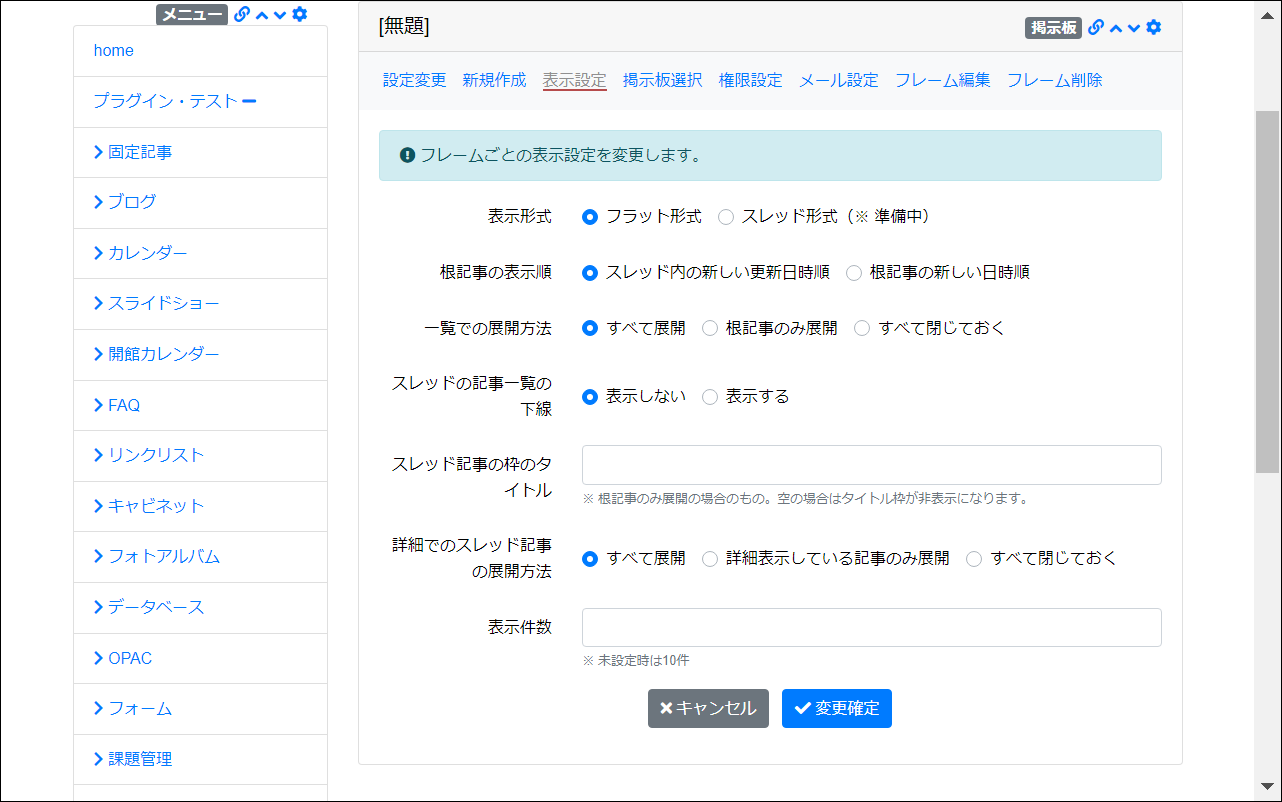 メニュー
home
プラグイン・テスト
固定記事
ブログ
カレンダー
スライドショー
開館カレンダー
FAQ
リンクリスト
キャビネット
フォトアルバム
データベース
OPAC
フォーム
課題管理
[無題]
掲示板
設定変更 新規作成 表示設定 掲示板選択 権限設定 メール設定 フレーム編集 フレーム削除
フレームごとの表示設定を変更します。
表示形式 フラット形式 スレッド形式（※ 準備中）
根記事の表示順 スレッド内の新しい更新日時順 根記事の新しい日時順
一覧での展開方法 すべて展開 根記事のみ展開 すべて閉じておく
スレッドの記事一覧の
下線
表示しない 表示する
スレッド記事の枠のタ
イトル
※ 根記事のみ展開の場合のもの。空の場合はタイトル枠が非表示になります。
詳細でのスレッド記事
の展開方法
すべて展開 詳細表示している記事のみ展開 すべて閉じておく
表示件数
※ 未設定時は10件
キャンセル 変更確定